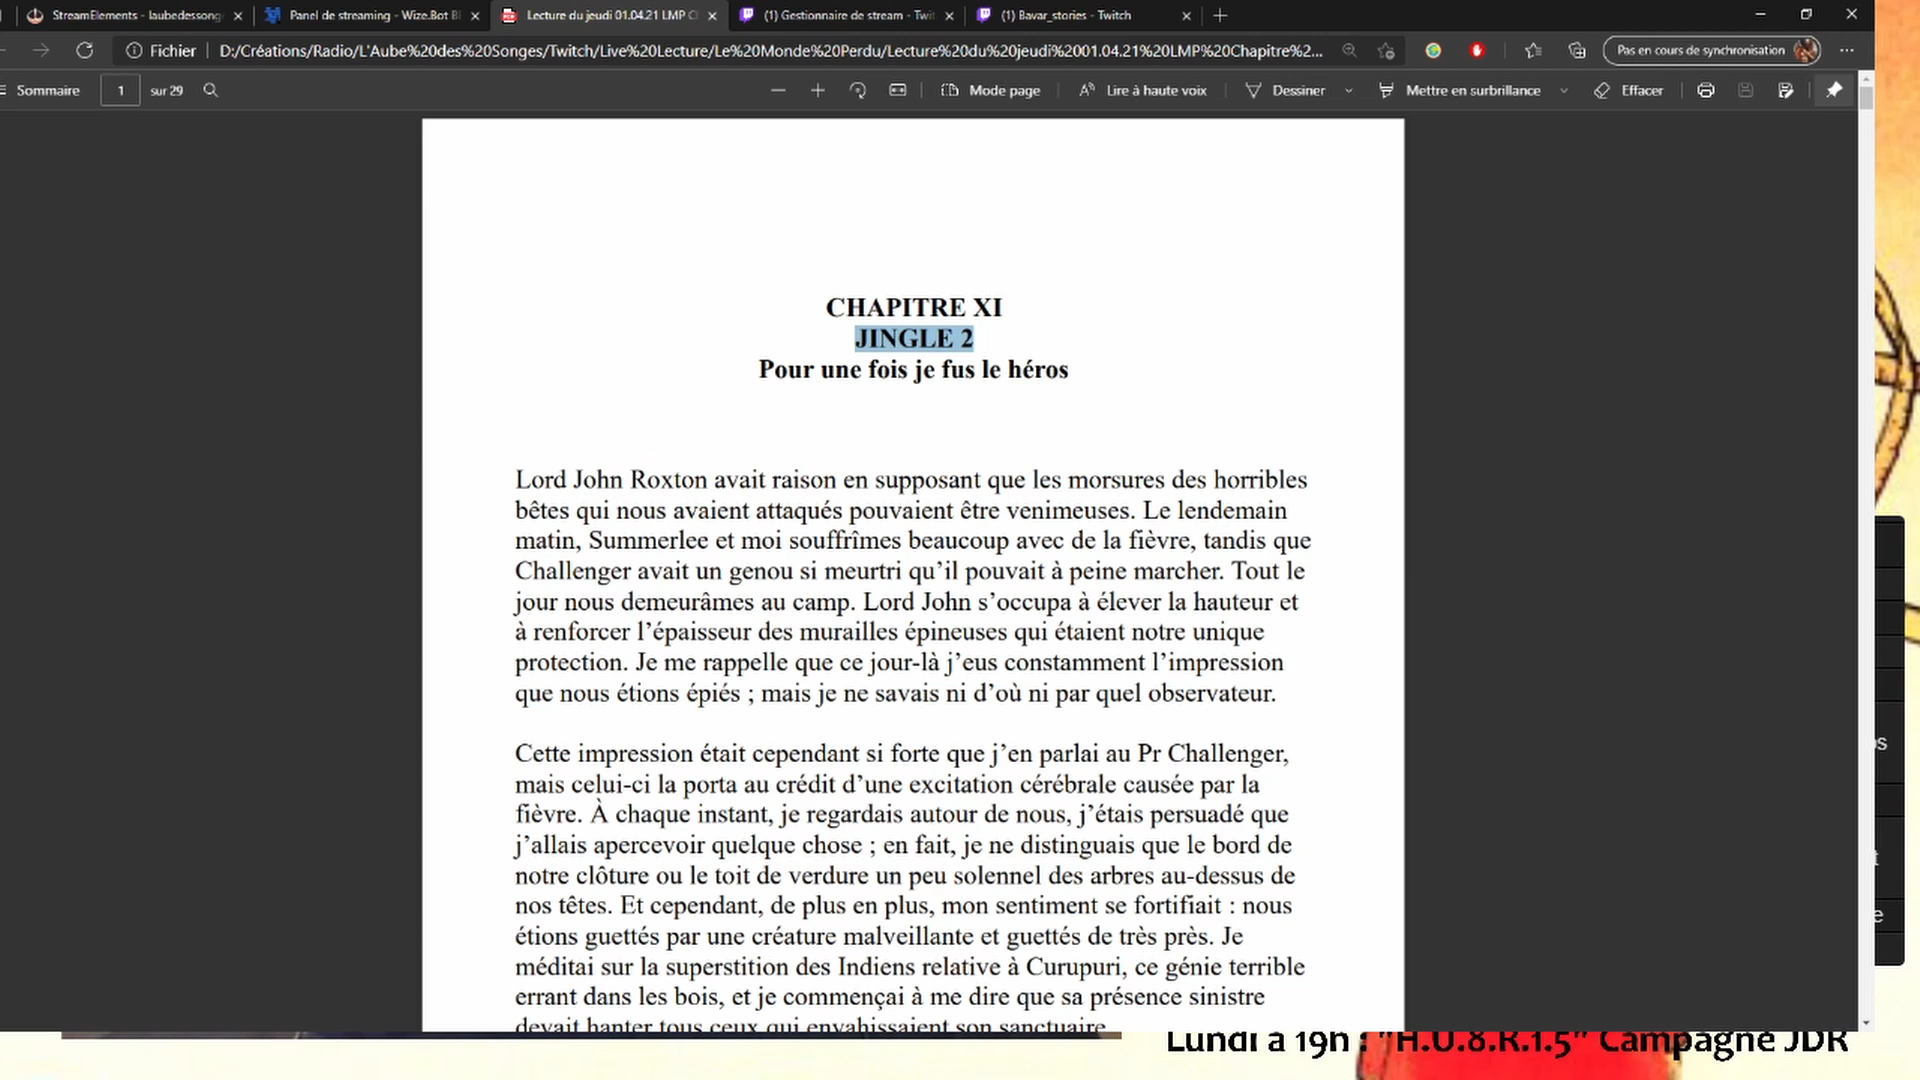 StreamElements - laubedessong
Panel de streaming - Wize.Bot B
Lecture du jeudi 01.04.21 LMP C
(1) Gestionnaire de stream - Twi
(1) Bavar_stories - Twitch
Fichier
D:/Créations/Radio/L'Aube%20des%20Songes/Twitch/Live%20Lecture/Le%20Monde%20Perdu/Lecture%20du%20jeudi%2001.04.21%20LMP%20Chapitre%2...
Pas en cours de synchronisation
Sommaire
1
sur 29
Mode page
Lire à haute voix
Dessiner
Mettre en surbrillance
Effacer
CHAPITRE XI
JINGLE 2
Pour une fois je fus le héros
Lord John Roxton avait raison en supposant que les morsures des horribles
bêtes qui nous avaient attaqués pouvaient être venimeuses. Le lendemain
matin, Summerlee et moi souffrîmes beaucoup avec de la fièvre, tandis que
Challenger avait un genou si meurtri qu’il pouvait à peine marcher. Tout le
jour nous demeurâmes au camp. Lord John s’occupa à élever la hauteur et
à renforcer l’épaisseur des murailles épineuses qui étaient notre unique
protection. Je me rappelle que ce jour-là j’eus constamment l’impression
que nous étions épiés ; mais je ne savais ni d’où ni par quel observateur.
Cette impression était cependant si forte que j’en parlai au Pr Challenger,
mais celui-ci la porta au crédit d’une excitation cérébrale causée par la
fièvre. À chaque instant, je regardais autour de nous, j’étais persuadé que
j’allais apercevoir quelque chose ; en fait, je ne distinguais que le bord de
notre clôture ou le toit de verdure un peu solennel des arbres au-dessus de
nos têtes. Et cependant, de plus en plus, mon sentiment se fortifiait : nous
étions guettés par une créature malveillante et guettés de très près. Je
méditai sur la superstition des Indiens relative à Curupuri, ce génie terrible
errant dans les bois, et je commençai à me dire que sa présence sinistre
devait hanter tous ceux qui envahissaient son sanctuaire.
Lundi à 19h : "H.U.8.R.1.5" Campagne JDR